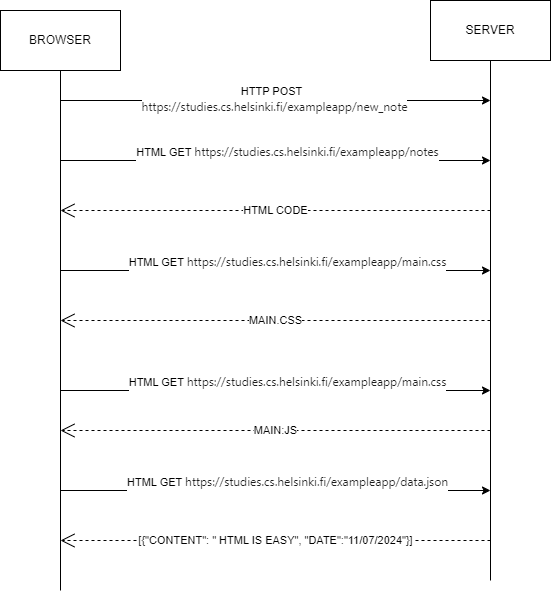 BROWSER
SERVER
HTTP POST
https://studies.cs.helsinki.fi/exampleapp/new_note
HTML GET https://studies.cs.helsinki.fi/exampleapp/notes
HTML CODE
HTML GET https://studies.cs.helsinki.fi/exampleapp/main.css
MAIN.CSS
HTML GET https://studies.cs.helsinki.fi/exampleapp/main.css
MAIN.JS
HTML GET https://studies.cs.helsinki.fi/exampleapp/data.json
[{"CONTENT": " HTML IS EASY", "DATE":"11/07/2024"}]